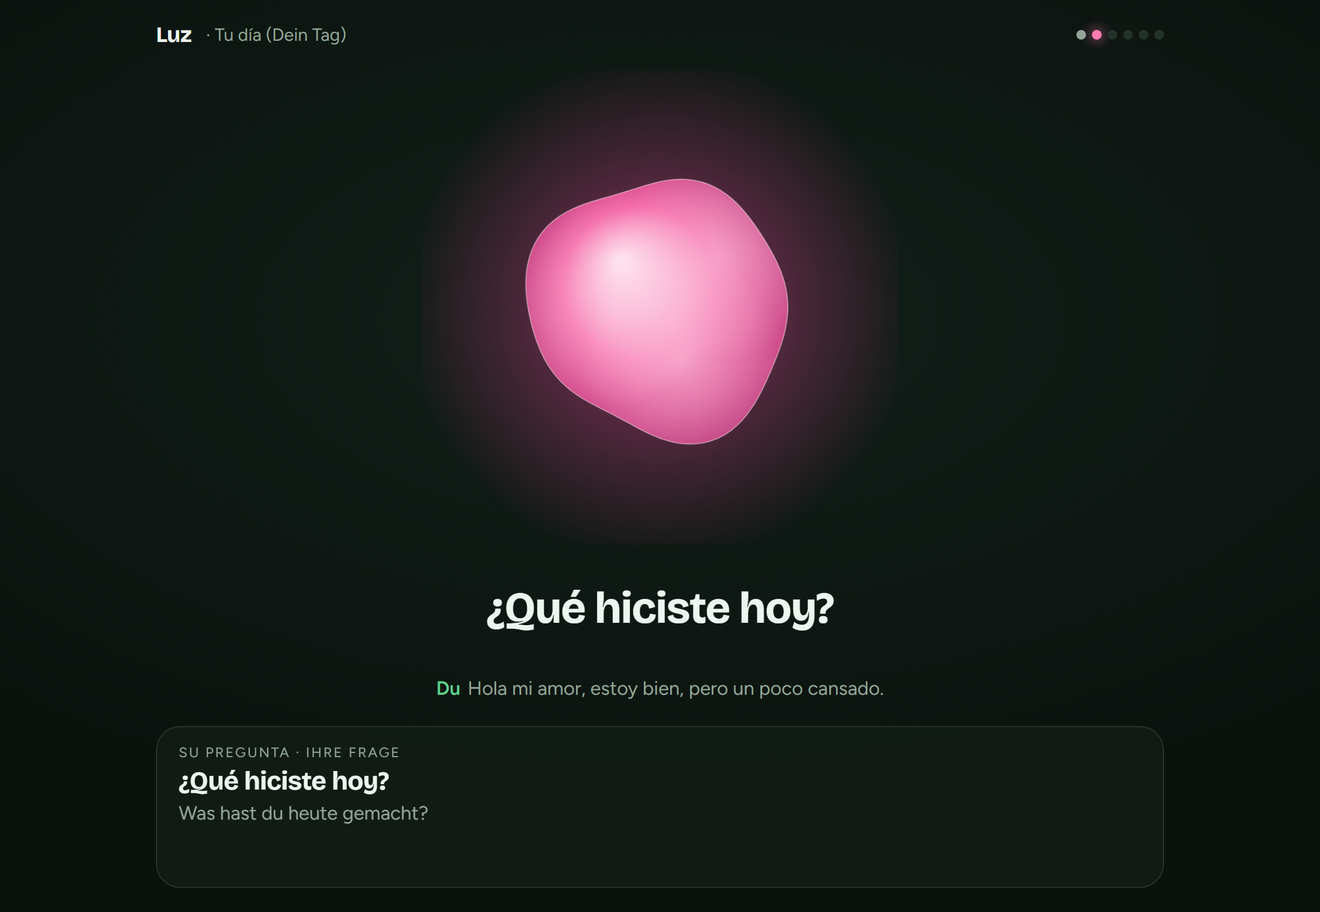 Luz · Tu día (Dein Tag)
¿Qué hiciste hoy?
Du Hola mi amor, estoy bien, pero un poco cansado.
SU PREGUNTA · IHRE FRAGE
¿Qué hiciste hoy?
Was hast du heute gemacht?